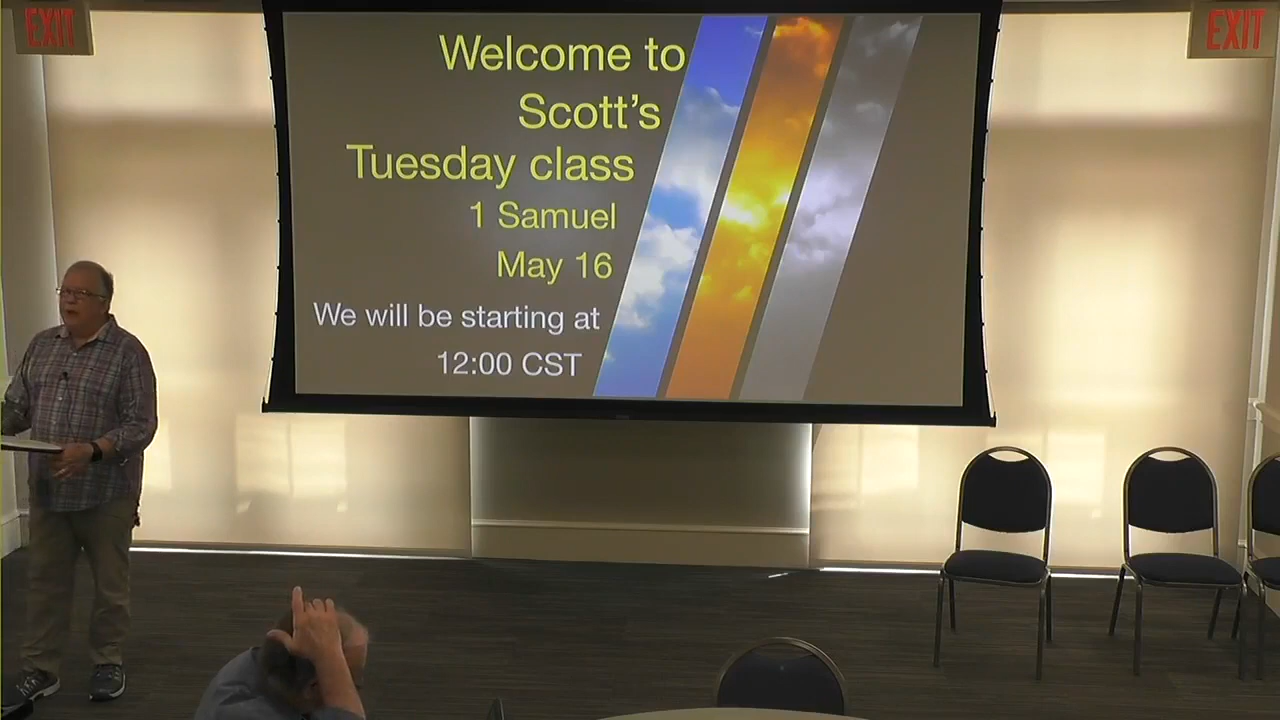 EXIT
EXIT
Welcome to
Scott's
Tuesday class
1 Samuel
May 16
We will be starting at
12:00 CST